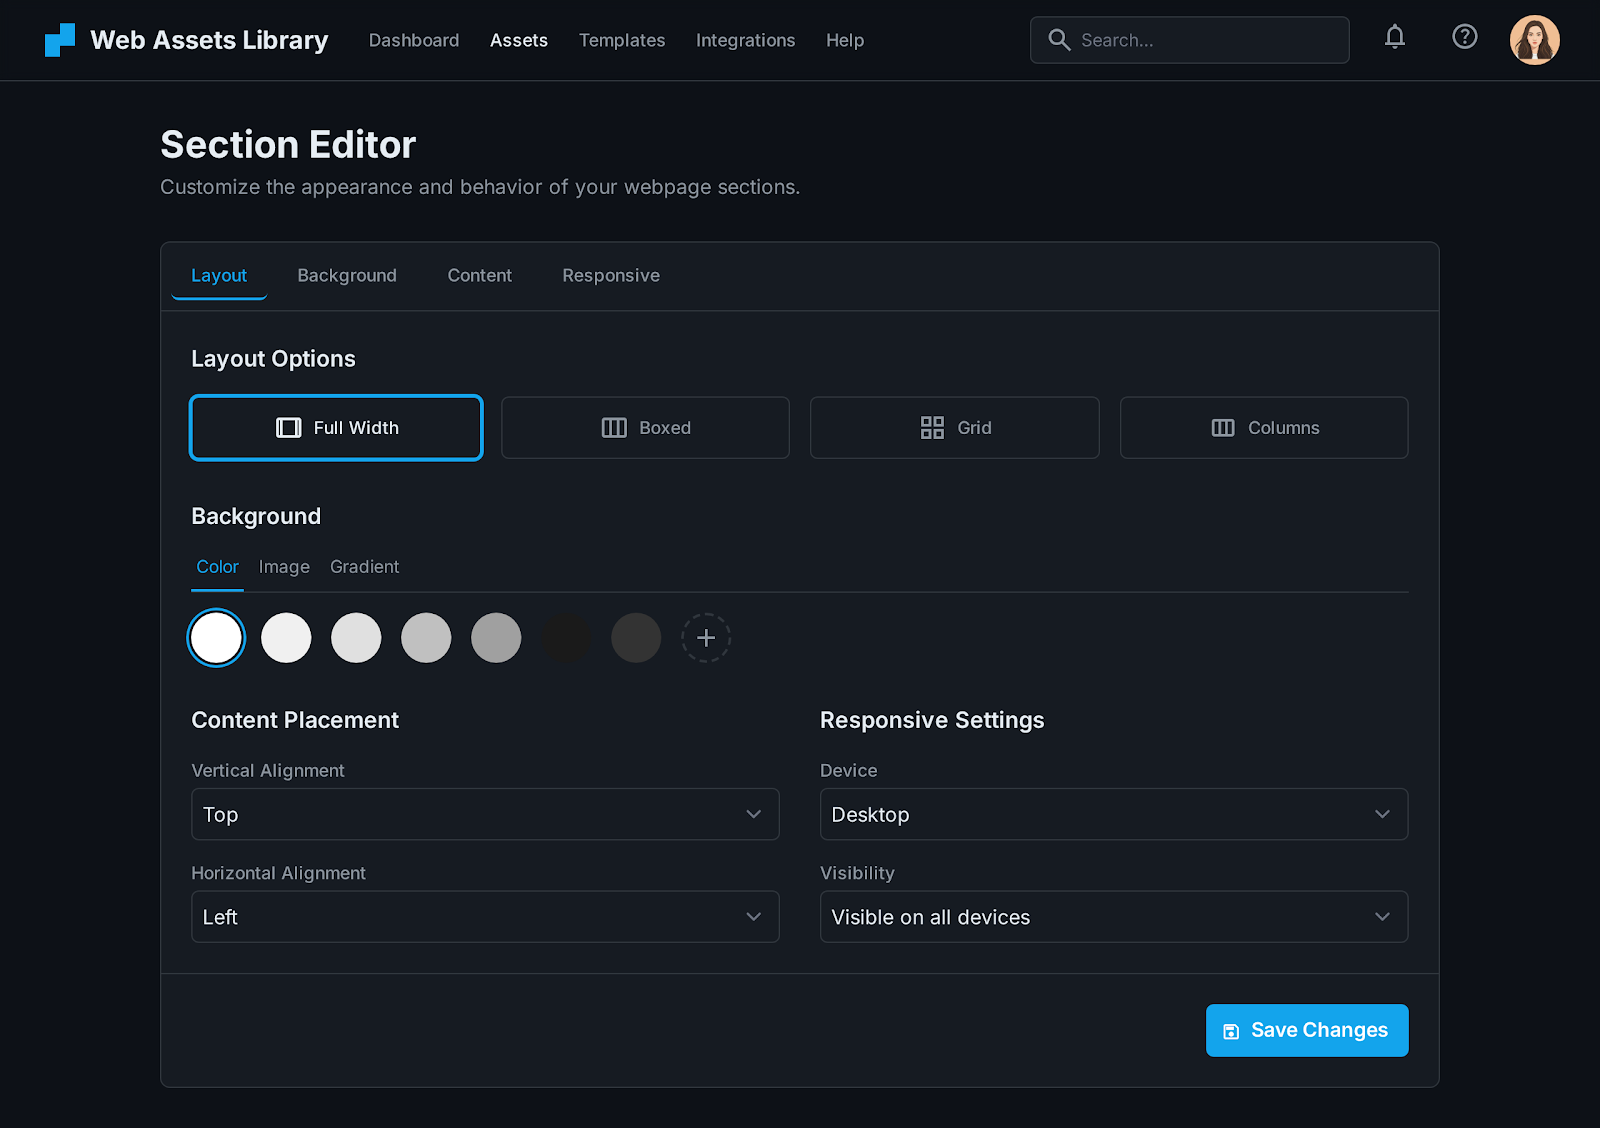 Web Assets Library
Dashboard
Assets
Templates
Integrations
Help
Search...
Section Editor
Customize the appearance and behavior of your webpage sections.
Layout
Background
Content
Responsive
Layout Options
Full Width
Boxed
Grid
Columns
Background
Color
Image
Gradient
Content Placement
Vertical Alignment
Top
Horizontal Alignment
Left
Responsive Settings
Device
Desktop
Visibility
Visible on all devices
Save Changes